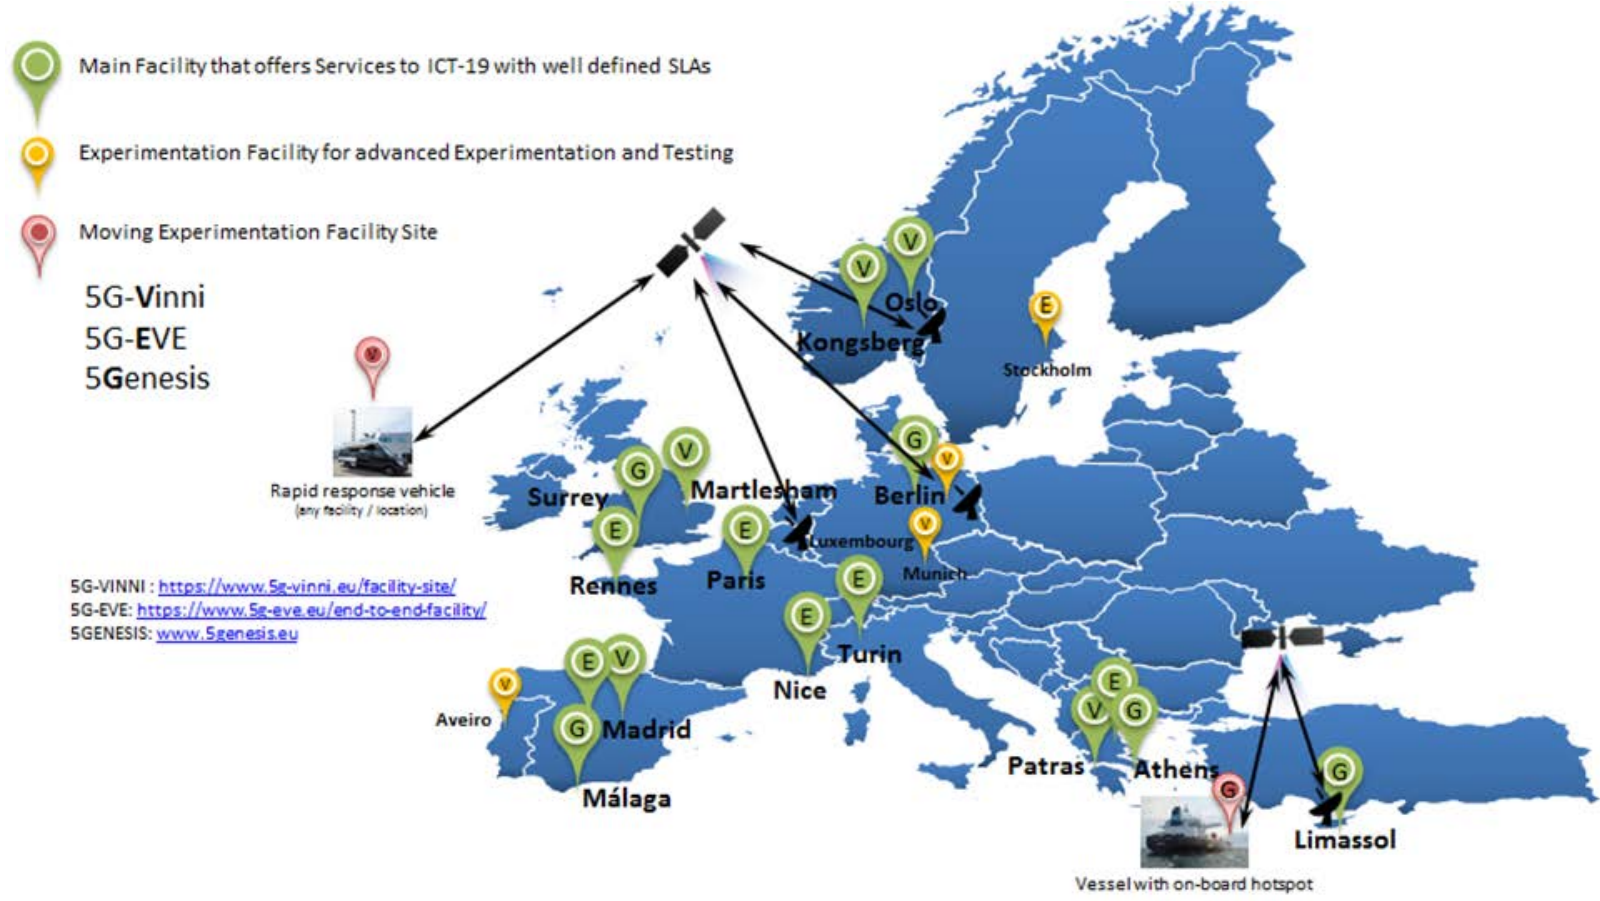 Main Facility that offers Services to ICT-19 with well defined SLAs
Experimentation Facility for advanced Experimentation and Testing
Moving Experimentation Facility Site
5G-Vinni
5G-EVE
5Genesis
V
V
Oslo
Kongsberg
E
Stockholm
V
Rapid response vehicle
(any facility / location)
G
V
Surrey
Martlesham
E
Rennes
E
Paris
G
V
Berlin
Luxembourg
V
Munich
5G-VINNI : https://www.5g-vinni.eu/facility-site/
5G-EVE: https://www.5g-eve.eu/end-to-end-facility/
5GENESIS: www.5genesis.eu
E
Turin
E
Nice
V
Aveiro
E
V
Madrid
G
Málaga
E
V
G
Patras
Athens
G
Vessel with on-board hotspot
G
Limassol